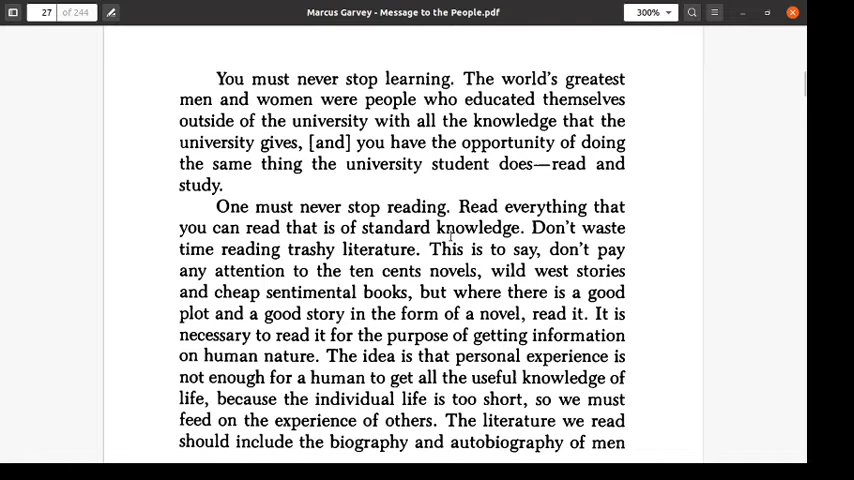 27 of 244
Marcus Garvey - Message to the People.pdf
300%
You must never stop learning. The world's greatest
men and women were people who educated themselves
outside of the university with all the knowledge that the
university gives, [and] you have the opportunity of doing
the same thing the university student does—read and
study.
One must never stop reading. Read everything that
you can read that is of standard knowledge. Don't waste
time reading trashy literature. This is to say, don't pay
any attention to the ten cents novels, wild west stories
and cheap sentimental books, but where there is a good
plot and a good story in the form of a novel, read it. It is
necessary to read it for the purpose of getting information
on human nature. The idea is that personal experience is
not enough for a human to get all the useful knowledge of
life, because the individual life is too short, so we must
feed on the experience of others. The literature we read
should include the biography and autobiography of men